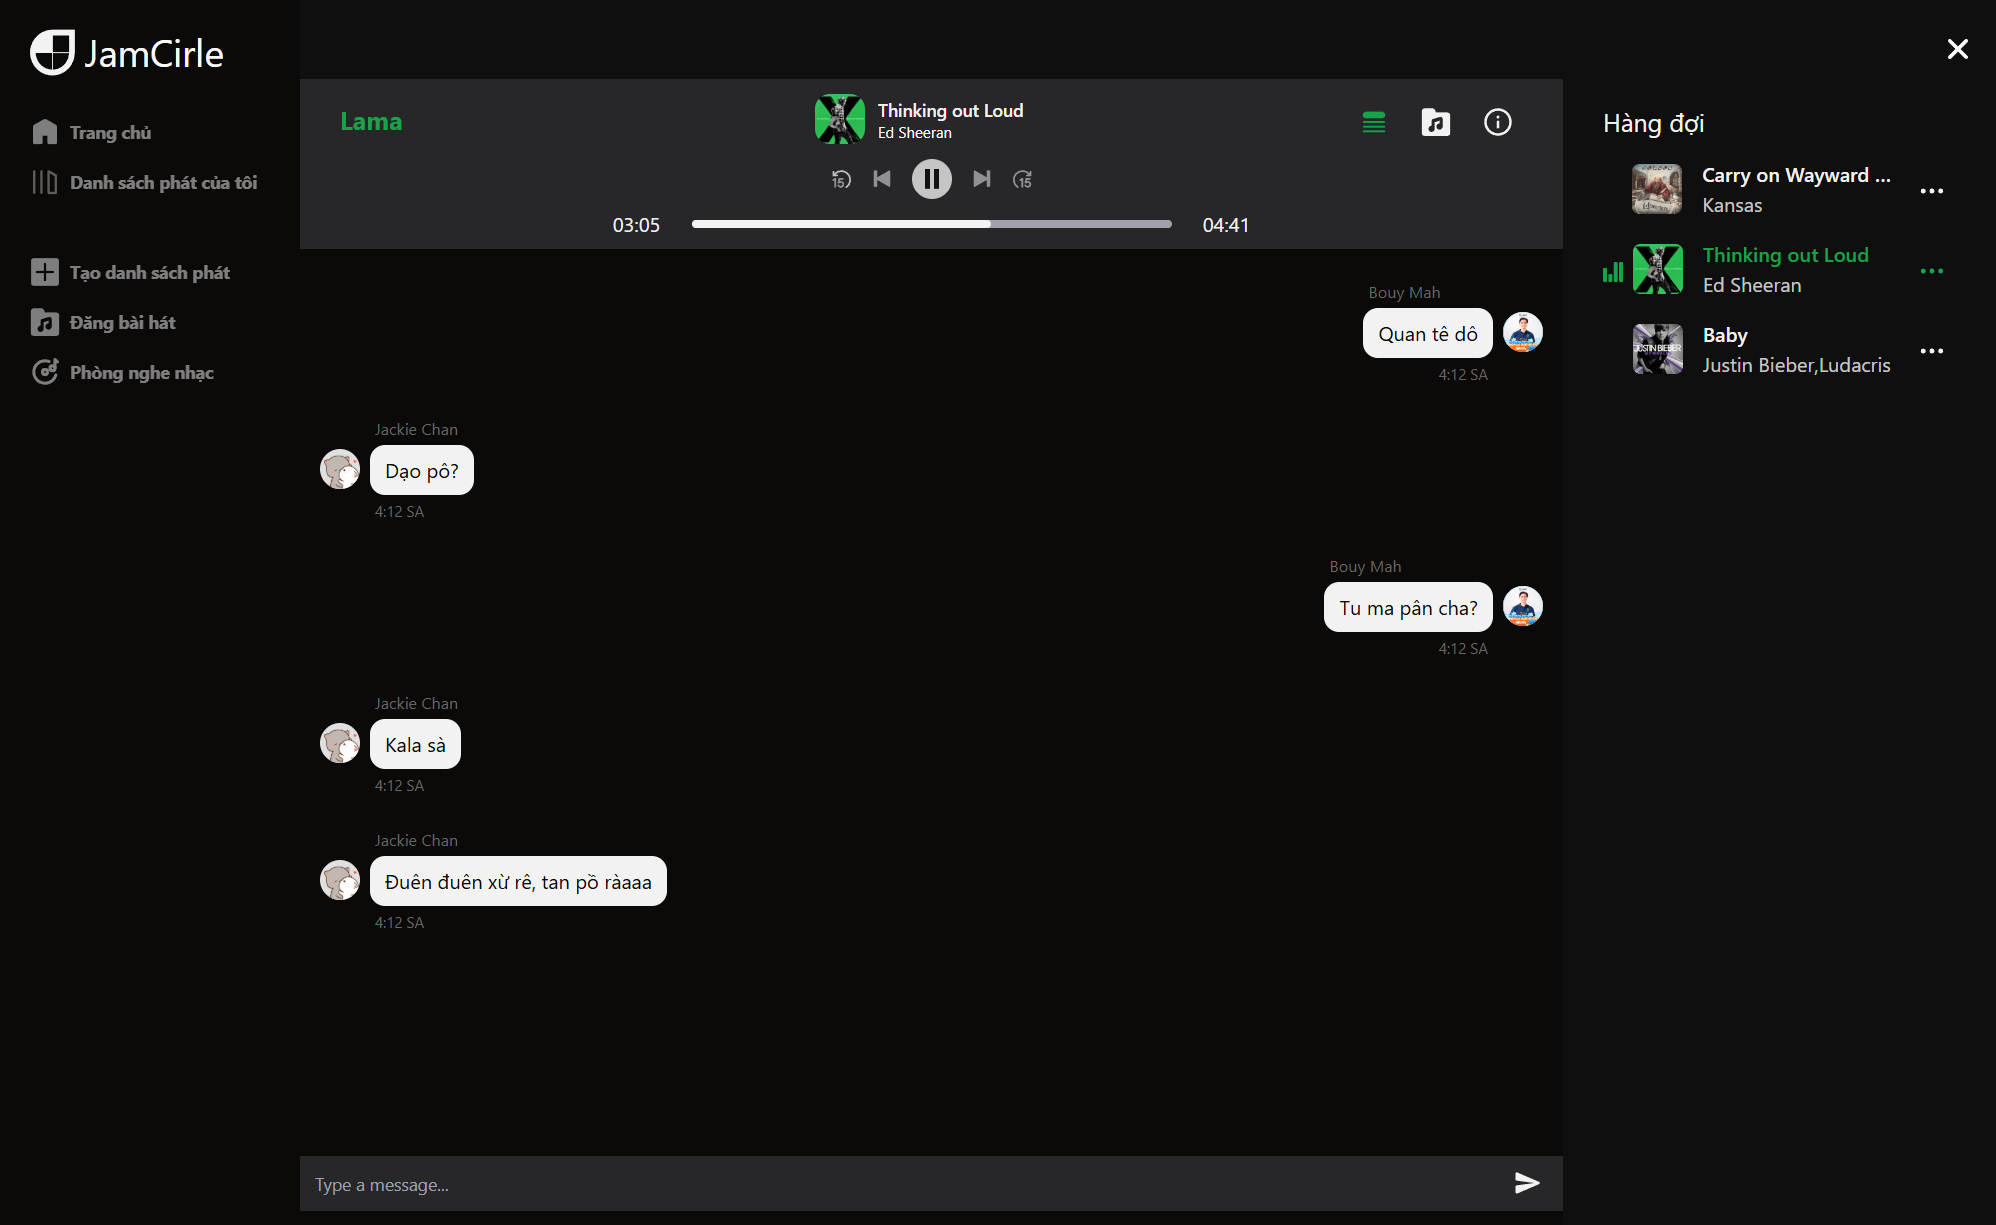 JamCirle
Trang chủ
Danh sách phát của tôi
Tạo danh sách phát
Đăng bài hát
Phòng nghe nhạc
Lama
Thinking out Loud
Ed Sheeran
15
15
03:05
04:41
Bouy Mah
Quan tê dô
4:12 SA
Jackie Chan
Dạo pô?
4:12 SA
Bouy Mah
Tu ma pân cha?
4:12 SA
Jackie Chan
Kala sà
4:12 SA
Jackie Chan
Đuên đuên xừ rê, tan pồ ràaaa
4:12 SA
Type a message...
Hàng đợi
Carry on Wayward ...
Kansas
Thinking out Loud
Ed Sheeran
JUSTIN BIEBER
Baby
Justin Bieber,Ludacris